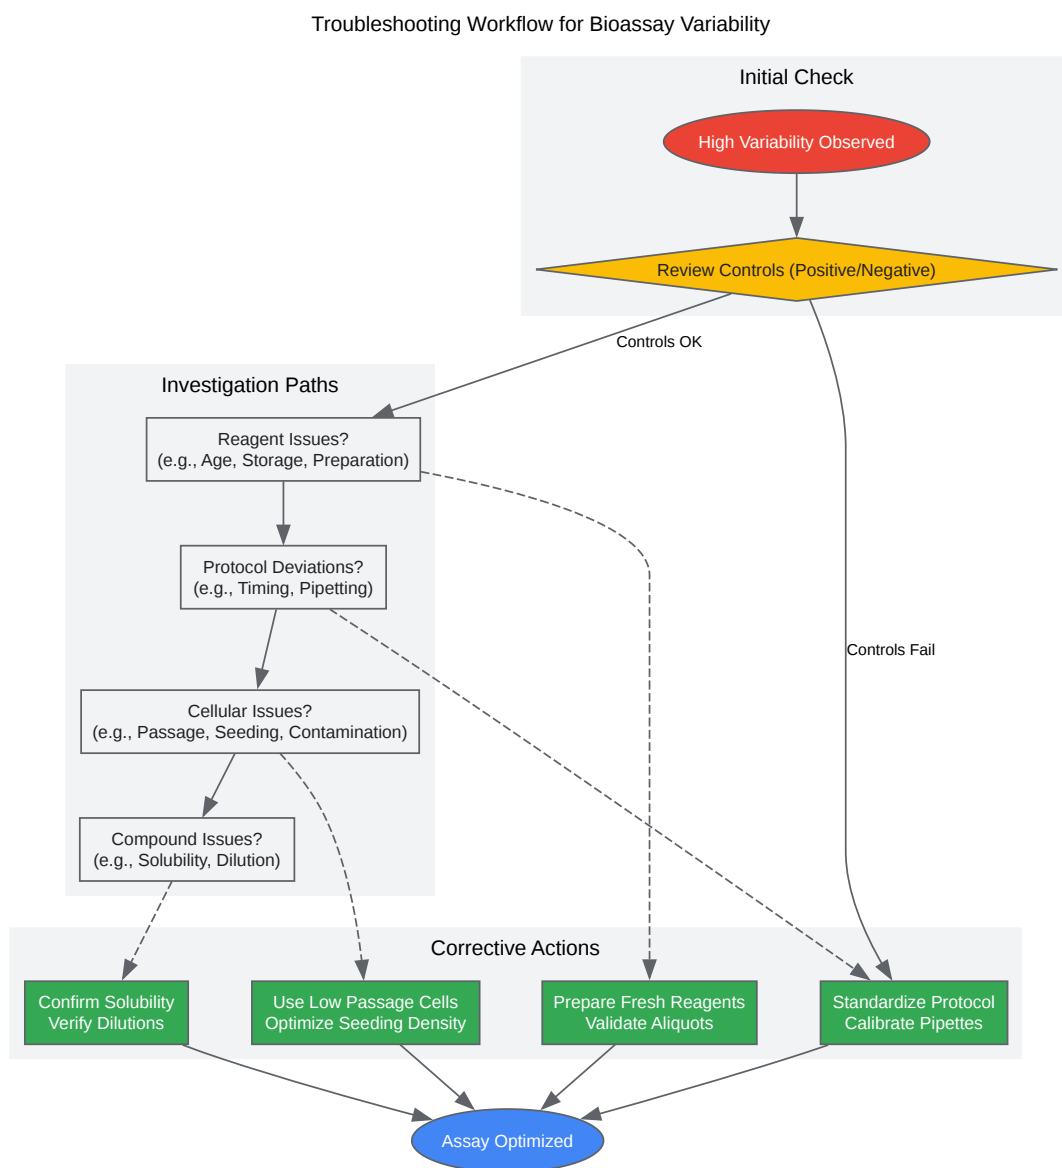 Troubleshooting Workflow for Bioassay Variability
Initial Check
High Variability Observed
Review Controls (Positive/Negative)
Controls OK
Investigation Paths
Reagent Issues?
(e.g., Age, Storage, Preparation)
Protocol Deviations?
(e.g., Timing, Pipetting)
Controls Fail
Cellular Issues?
(e.g., Passage, Seeding, Contamination)
Compound Issues?
(e.g., Solubility, Dilution)
Corrective Actions
Confirm Solubility
Verify Dilutions
Use Low Passage Cells
Optimize Seeding Density
Prepare Fresh Reagents
Validate Aliquots
Standardize Protocol
Calibrate Pipettes
Assay Optimized